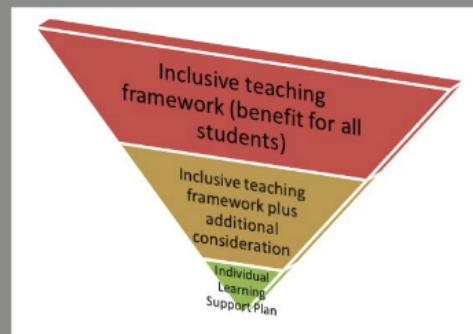 Inclusive teaching
framework (benefit for all
students)
Inclusive teaching
framework plus
additional
consideration
Individual
Learning
Support Plan